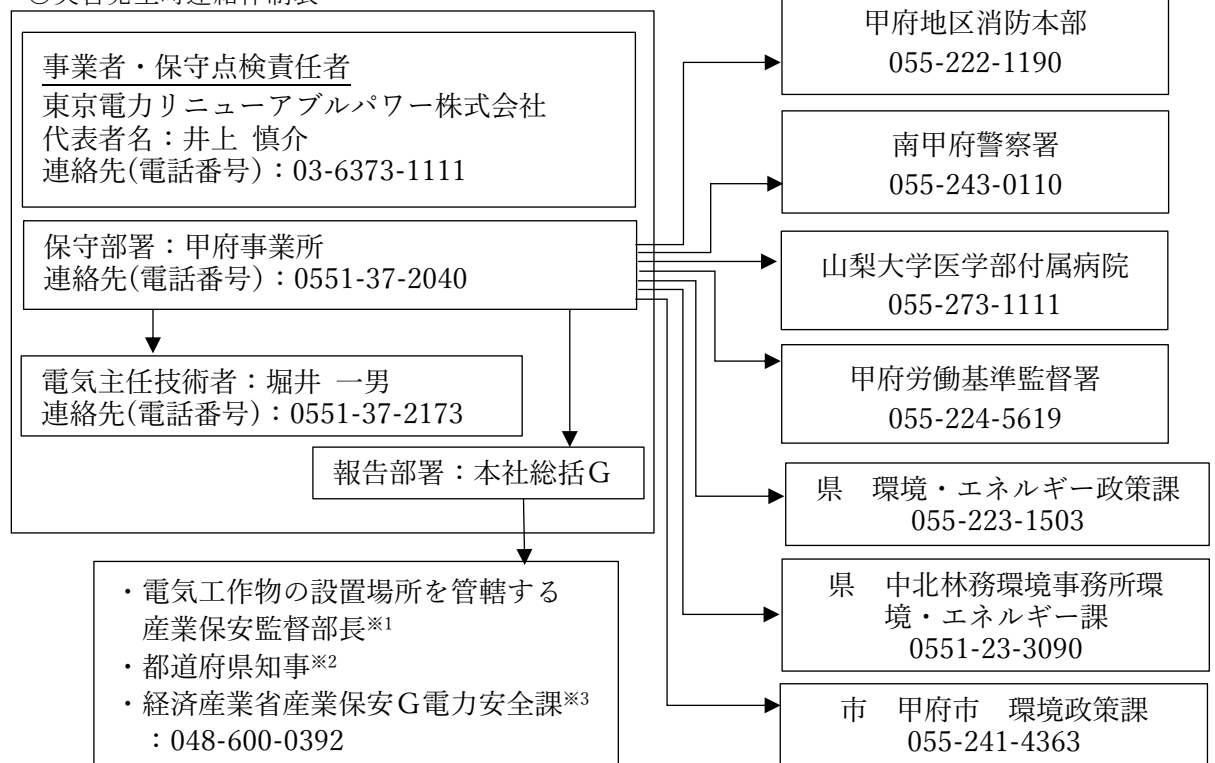 ○災害発生時連絡体制表
事業者・保守点検責任者
東京電力リニューアブルパワー株式会社
代表者名：井上 慎介
連絡先(電話番号)：03-6373-1111
保守部署：甲府事業所
連絡先(電話番号)：0551-37-2040
電気主任技術者：堀井 一男
連絡先(電話番号)：0551-37-2173
報告部署：本社総括G
・電気工作物の設置場所を管轄する
産業保安監督部長※1
・都道府県知事※2
・経済産業省産業保安G電力安全課※3
：048-600-0392
甲府地区消防本部
055-222-1190
南甲府警察署
055-243-0110
山梨大学医学部付属病院
055-273-1111
甲府労働基準監督署
055-224-5619
県　環境・エネルギー政策課
055-223-1503
県　中北林務環境事務所環
境・エネルギー課
0551-23-3090
市　甲府市　環境政策課
055-241-4363